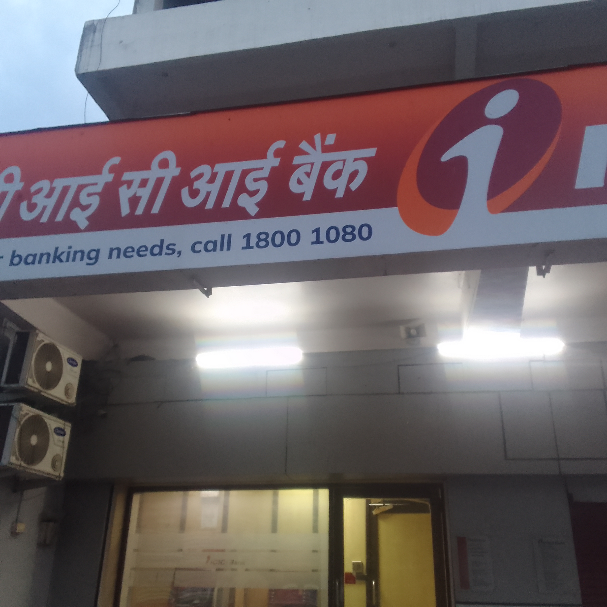 आई सी आई बैंक
banking needs, call 1800 1080